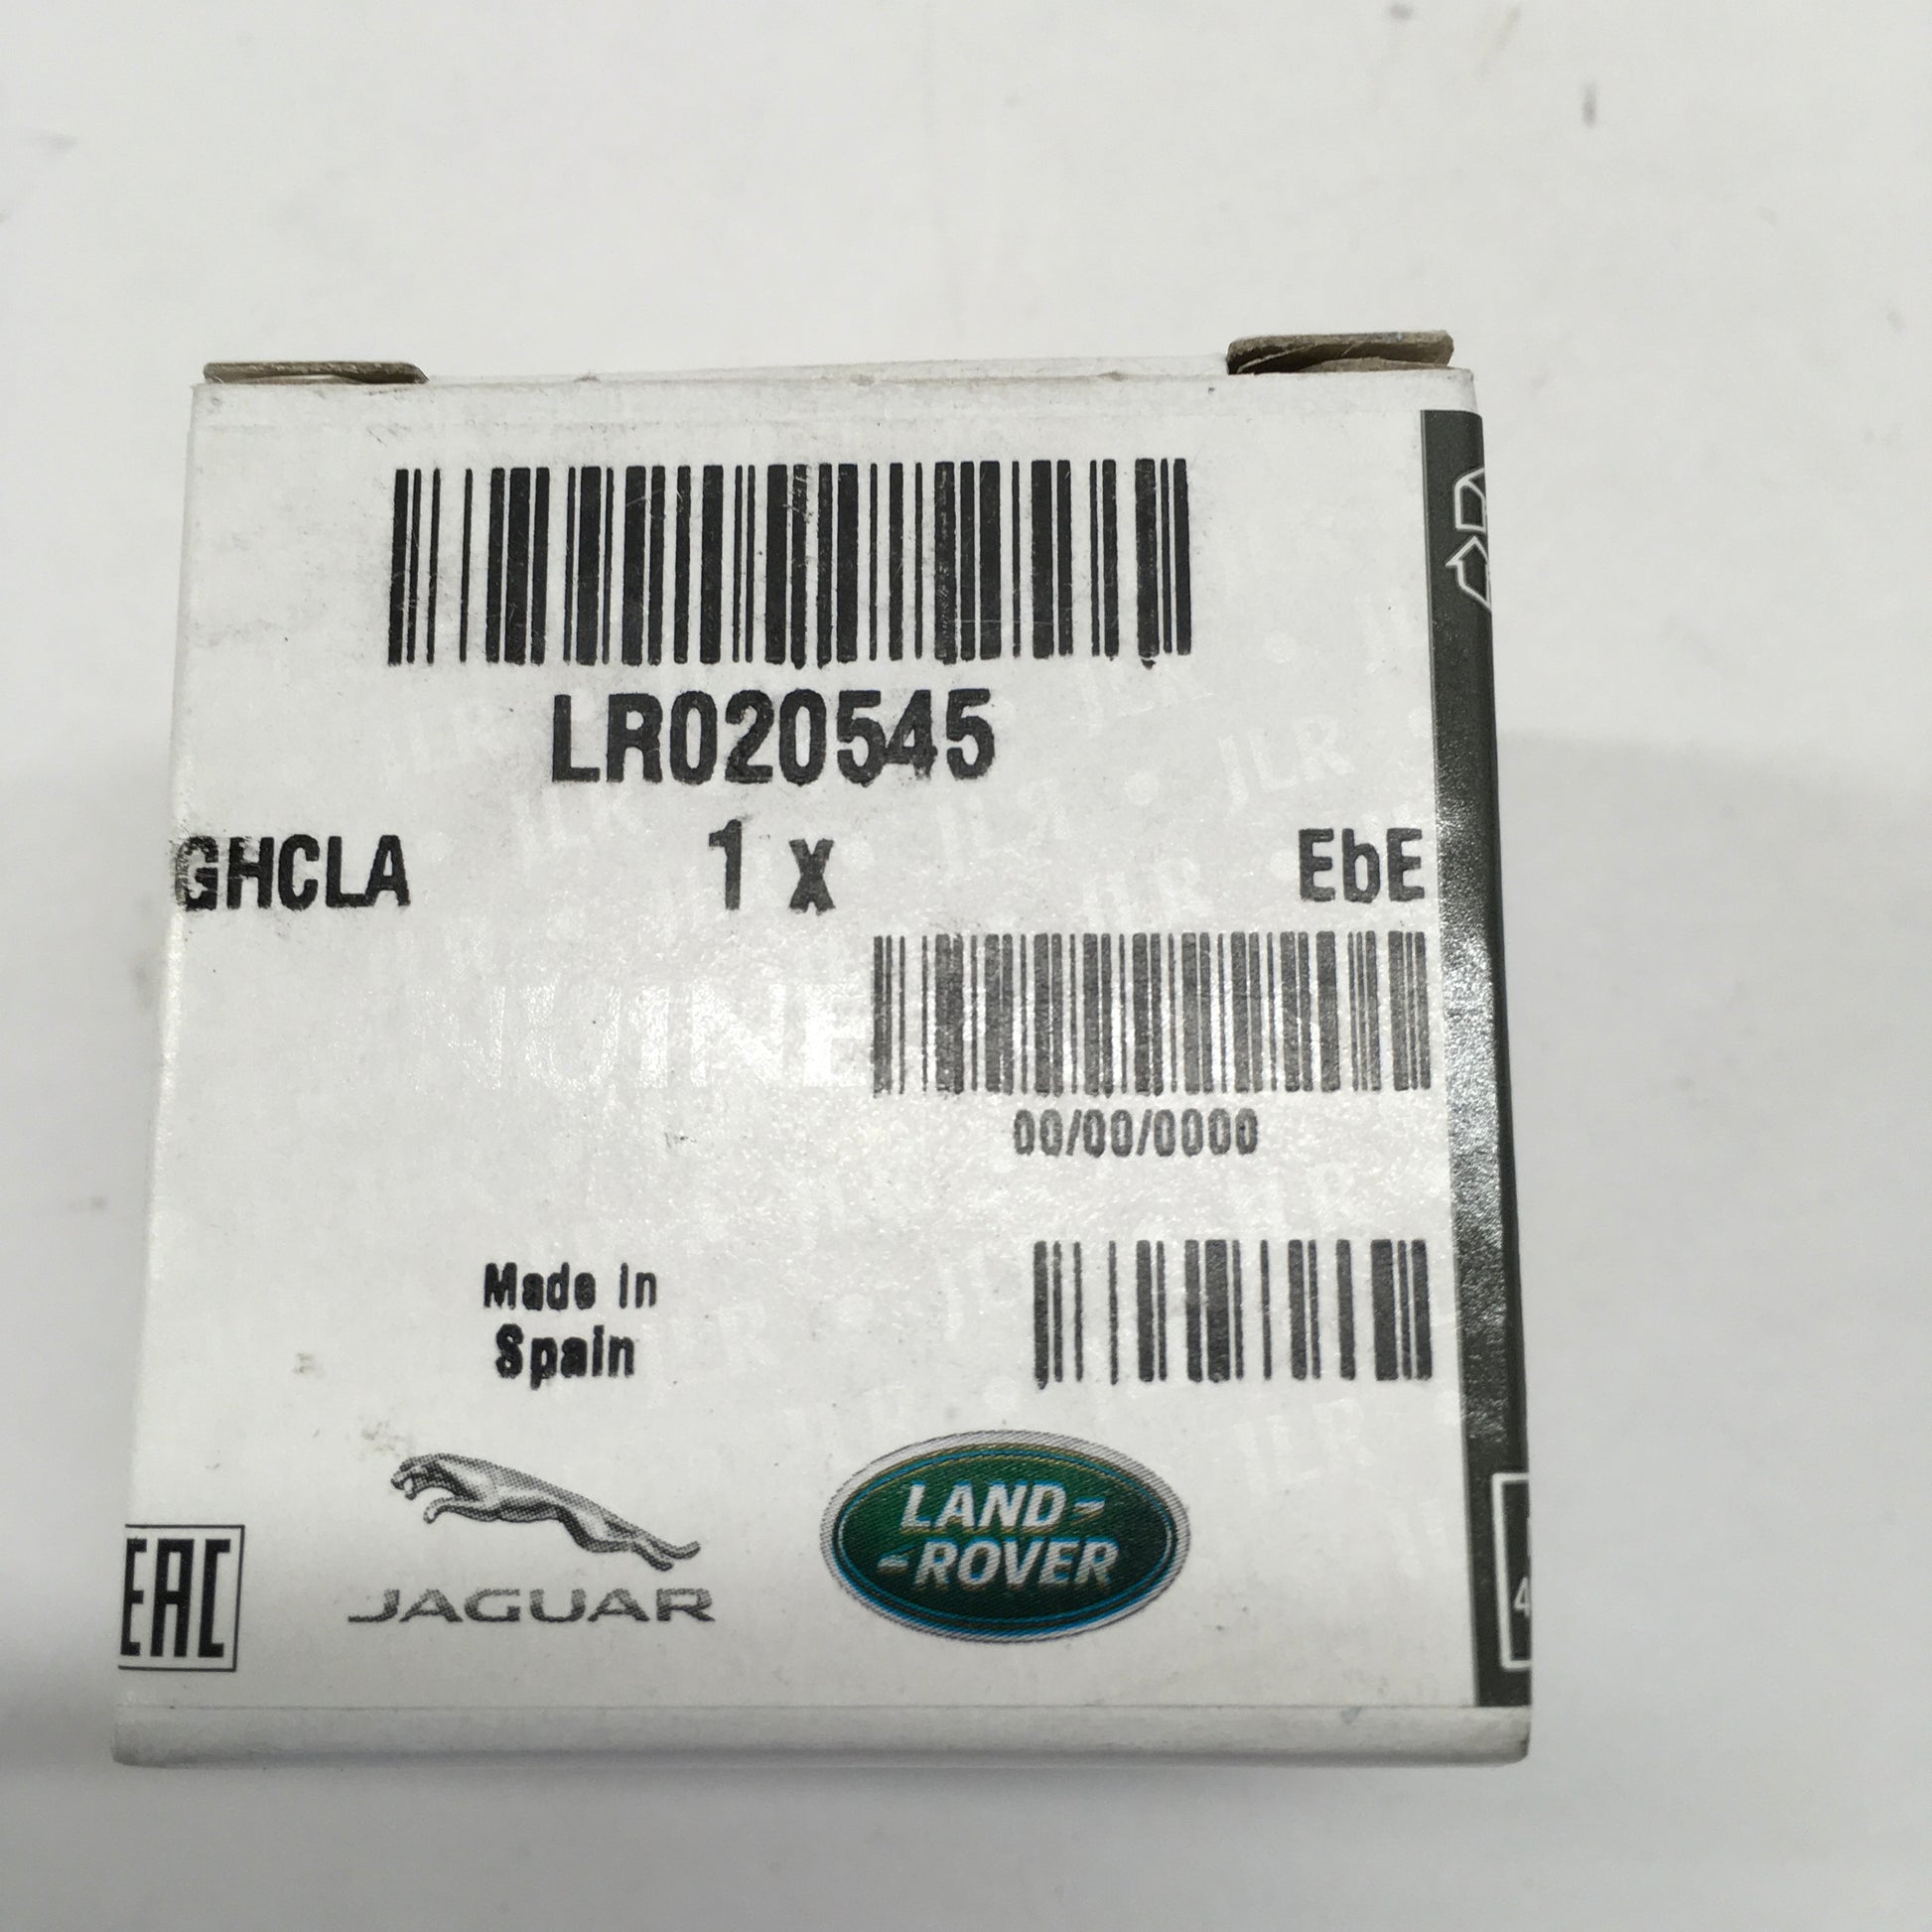 LR020545
GHCLA 1 x EbE
00/00/0000
Made in
Spain
LAND-
-ROVER
JAGUAR
EAC